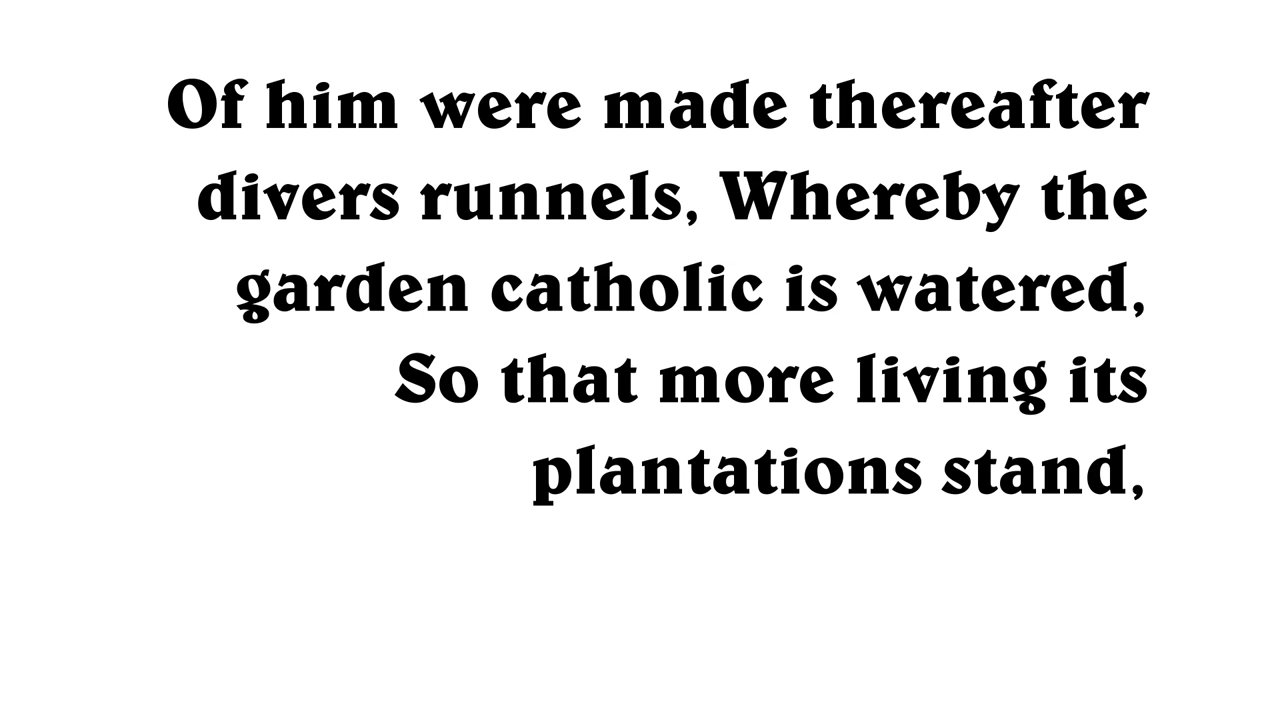 Of him were made thereafter
divers runnels, Whereby the
garden catholic is watered,
So that more living its
plantations stand,